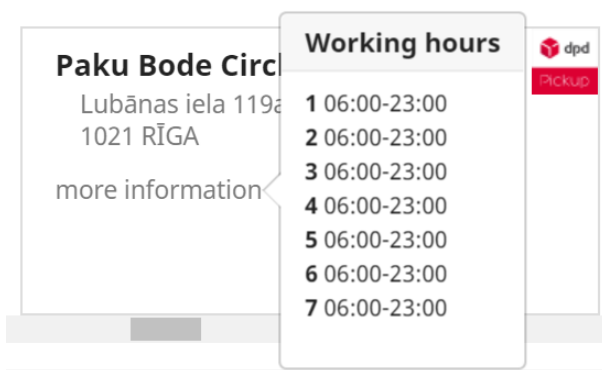 Working hours
Paku Bode Circl
Lubānas iela 119a
1021 RĪGA
more information
1 06:00-23:00
2 06:00-23:00
3 06:00-23:00
4 06:00-23:00
5 06:00-23:00
6 06:00-23:00
7 06:00-23:00
dpd
Pickup